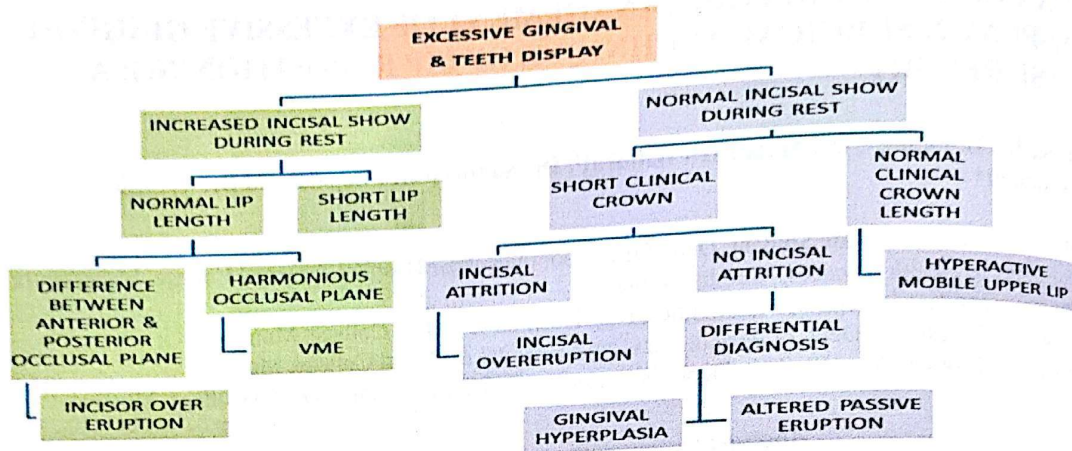 EXCESSIVE GINGIVAL
& TEETH DISPLAY
INCREASED INCISAL SHOW
DURING REST
NORMAL INCISAL SHOW
DURING REST
NORMAL LIP
LENGTH
SHORT LIP
LENGTH
SHORT CLINICAL
CROWN
NORMAL
CLINICAL
CROWN
LENGTH
DIFFERENCE
BETWEEN
ANTERIOR &
POSTERIOR
OCCLUSAL PLANE
HARMONIOUS
OCCLUSAL PLANE
INCISAL
ATTRITION
NO INCISAL
ATTRITION
HYPERACTIVE
MOBILE UPPER LIP
INCISOR OVER
ERUPTION
VME
INCISAL
OVERERUPTION
DIFFERENTIAL
DIAGNOSIS
GINGIVAL
HYPERPLASIA
ALTERED PASSIVE
ERUPTION